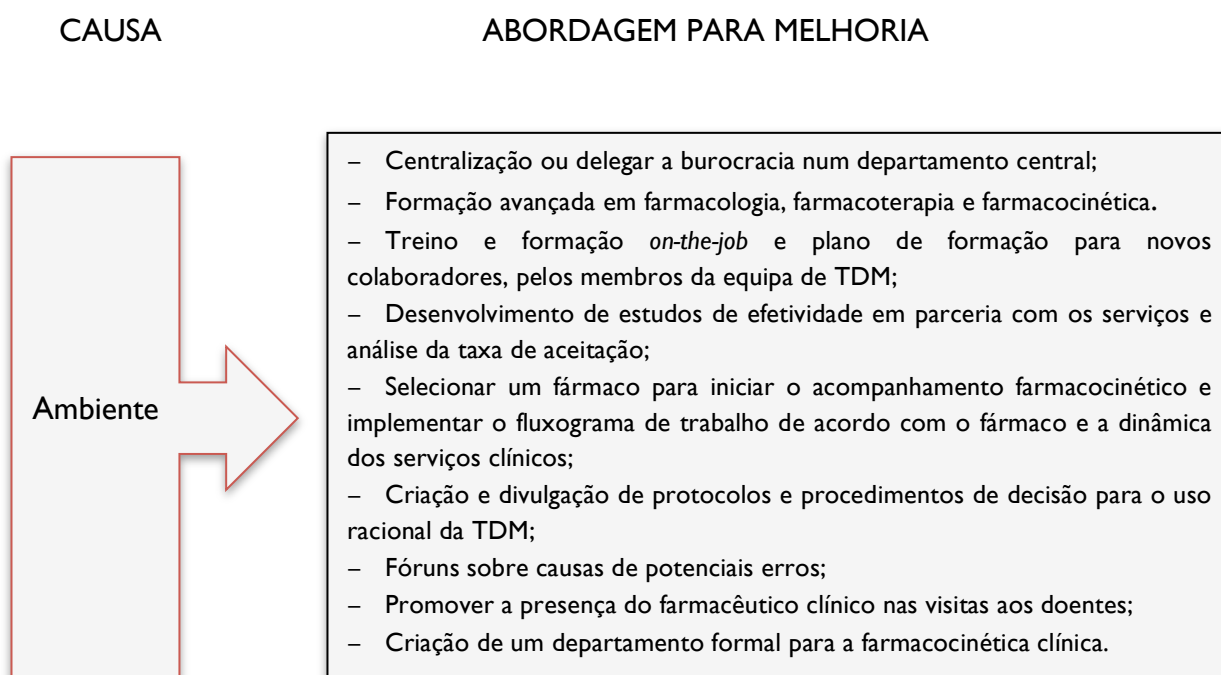 CAUSA
ABORDAGEM PARA MELHORIA
Ambiente
– Centralização ou delegar a burocracia num departamento central;
– Formação avançada em farmacologia, farmacoterapia e farmacocinética.
– Treino e formação on-the-job e plano de formação para novos
colaboradores, pelos membros da equipa de TDM;
– Desenvolvimento de estudos de efetividade em parceria com os serviços e
análise da taxa de aceitação;
– Selecionar um fármaco para iniciar o acompanhamento farmacocinético e
implementar o fluxograma de trabalho de acordo com o fármaco e a dinâmica
dos serviços clínicos;
– Criação e divulgação de protocolos e procedimentos de decisão para o uso
racional da TDM;
– Fóruns sobre causas de potenciais erros;
– Promover a presença do farmacêutico clínico nas visitas aos doentes;
– Criação de um departamento formal para a farmacocinética clínica.